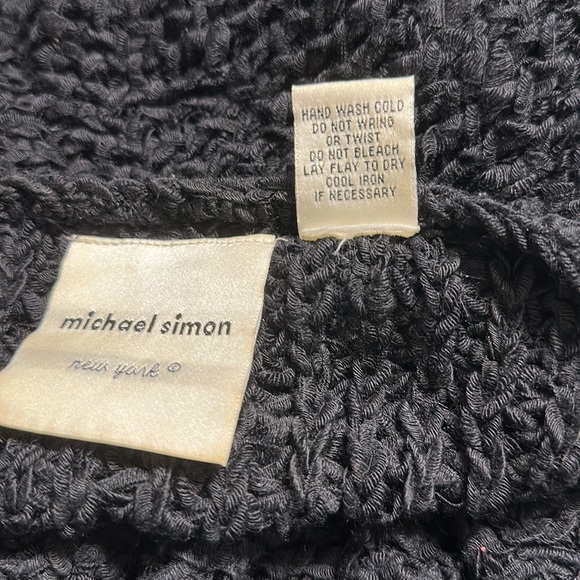 HAND WASH COLD
DO NOT WRING
OR TWIST
DO NOT BLEACH
LAY FLAY TO DRY
COOL IRON
IF NECESSARY
michael simon
new york ©